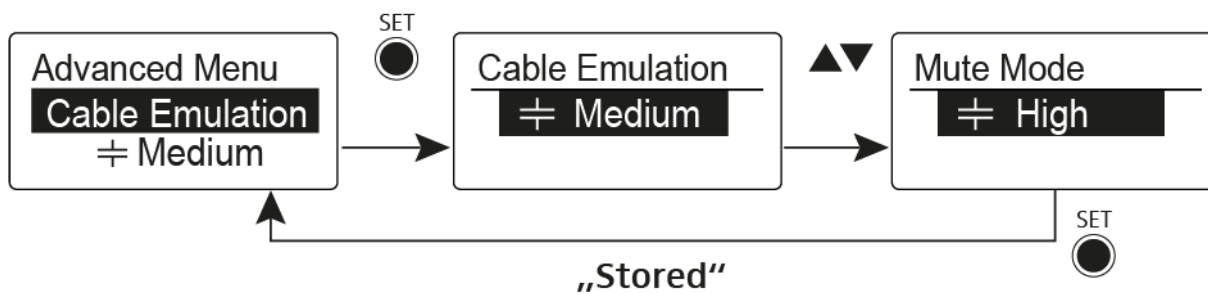 SET
Advanced Menu
Cable Emulation
Medium
SET
Cable Emulation
Medium
▲▼
Mute Mode
High
„Stored“